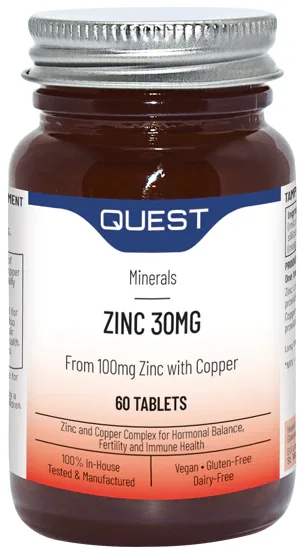 QUEST
Minerals
ZINC 30MG
From 100mg Zinc with Copper
60 TABLETS
Zinc and Copper Complex for Hormonal Balance,
Fertility and Immune Health
100% In-House
Tested & Manufactured
Vegan • Gluten-Free
Dairy-Free